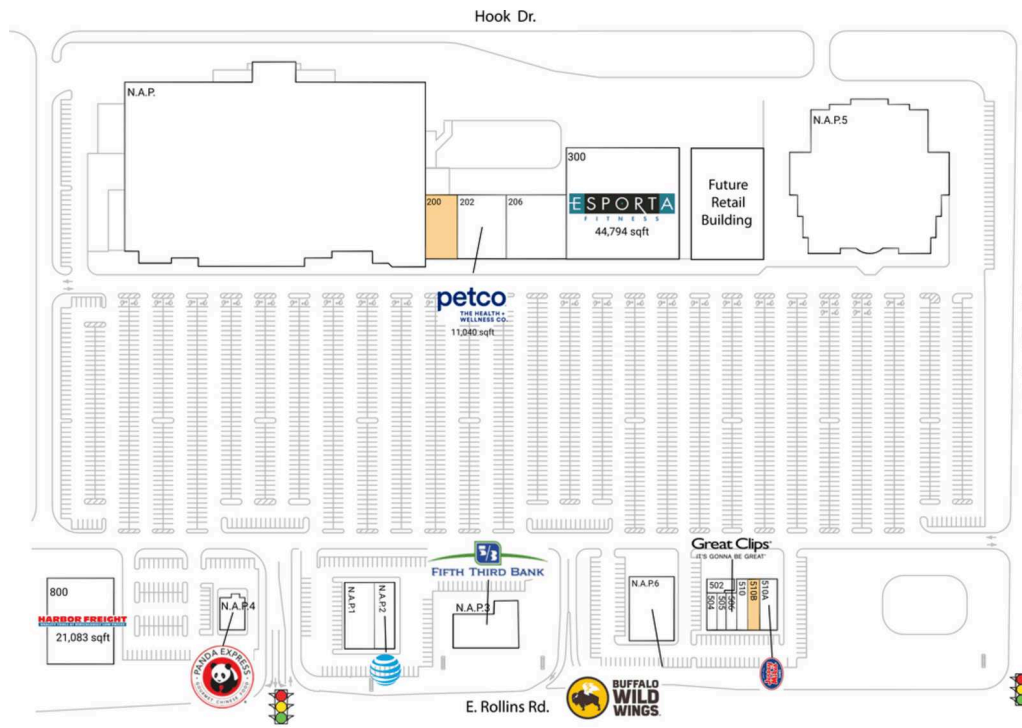 Hook Dr.
N.A.P.
N.A.P.5
300
ESPORTA
FITNESS
44,794 sqft
Future
Retail
Building
200
202
206
petco
THE HEALTH +
WELLNESS CO.
11,040 sqft
800
HARBOR FREIGHT
21,083 sqft
N.A.P.4
PANDA EXPRESS
GOURMET CHINESE FOOD
N.A.P.1
N.A.P.2
FIFTH THIRD BANK
N.A.P.3
N.A.P.6
BUFFALO
WILD
WINGS
Great Clips
IT'S GONNA BE GREAT
502
504
505
506
510
510B
510A
E. Rollins Rd.